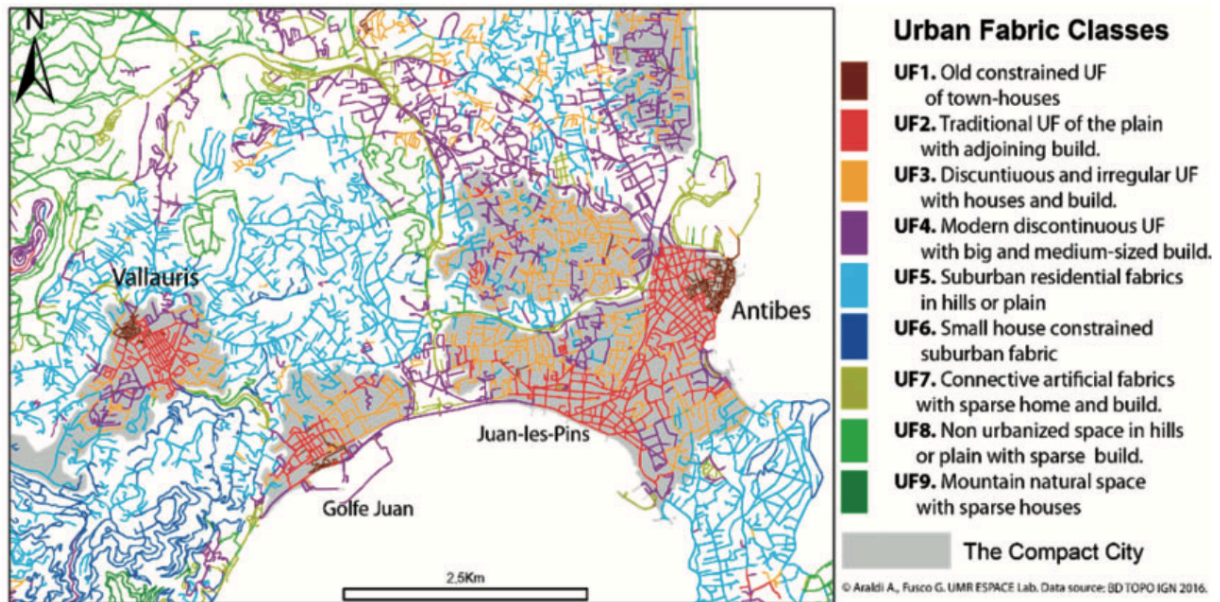 N
Vallauris
Antibes
Juan-les-Pins
Golfe Juan
2,5Km
Urban Fabric Classes
UF1. Old constrained UF
of town-houses
UF2. Traditional UF of the plain
with adjoining build.
UF3. Discuntiuous and irregular UF
with houses and build.
UF4. Modern discontinuous UF
with big and medium-sized build.
UF5. Suburban residential fabrics
in hills or plain
UF6. Small house constrained
suburban fabric
UF7. Connective artificial fabrics
with sparse home and build.
UF8. Non urbanized space in hills
or plain with sparse build.
UF9. Mountain natural space
with sparse houses
The Compact City
© Araldi A., Fusco G. UMR ESPACE Lab. Data source: BD TOPO IGN 2016.